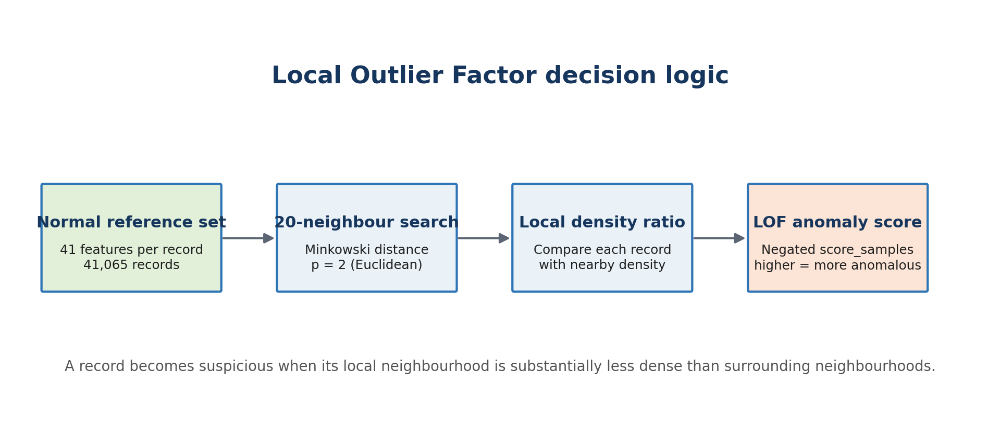 Local Outlier Factor decision logic
Normal reference set
41 features per record
41,065 records
20-neighbour search
Minkowski distance
p = 2 (Euclidean)
Local density ratio
Compare each record
with nearby density
LOF anomaly score
Negated score_samples
higher = more anomalous
A record becomes suspicious when its local neighbourhood is substantially less dense than surrounding neighbourhoods.